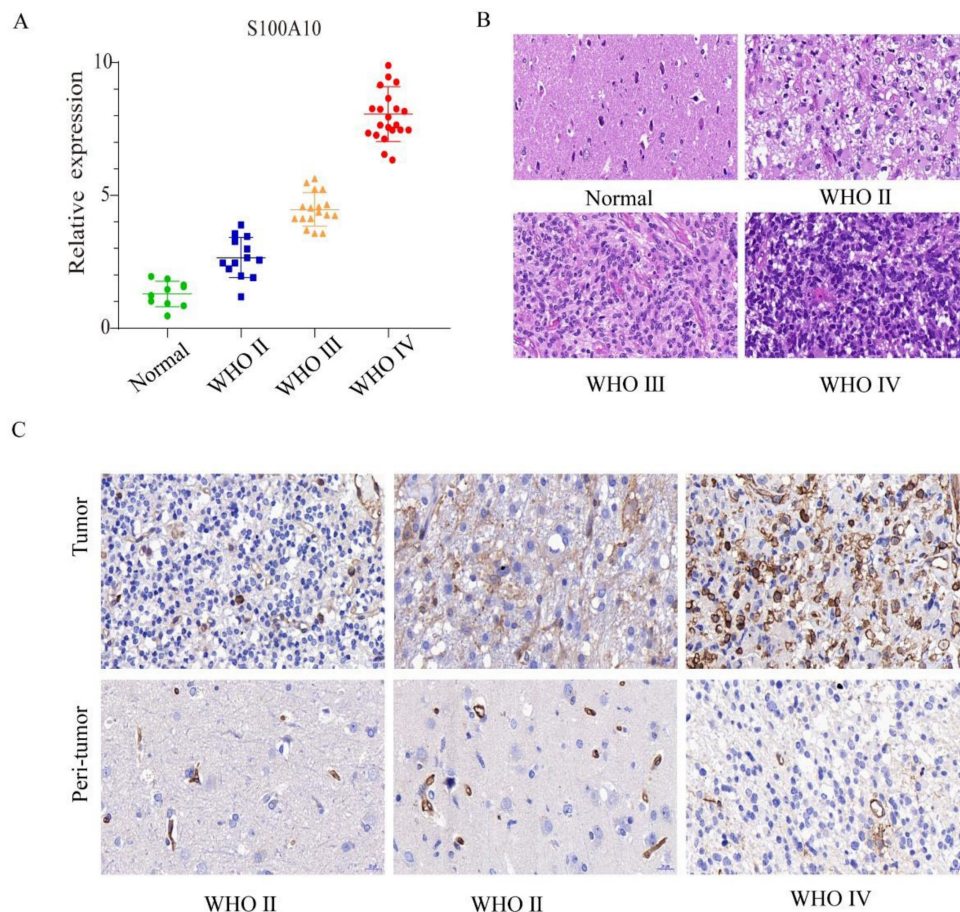 A
S100A10
Relative expression
10
5
0
Normal
WHO II
WHO III
WHO IV
B
Normal
WHO II
WHO III
WHO IV
C
Tumor
Peri-tumor
WHO II
WHO II
WHO IV